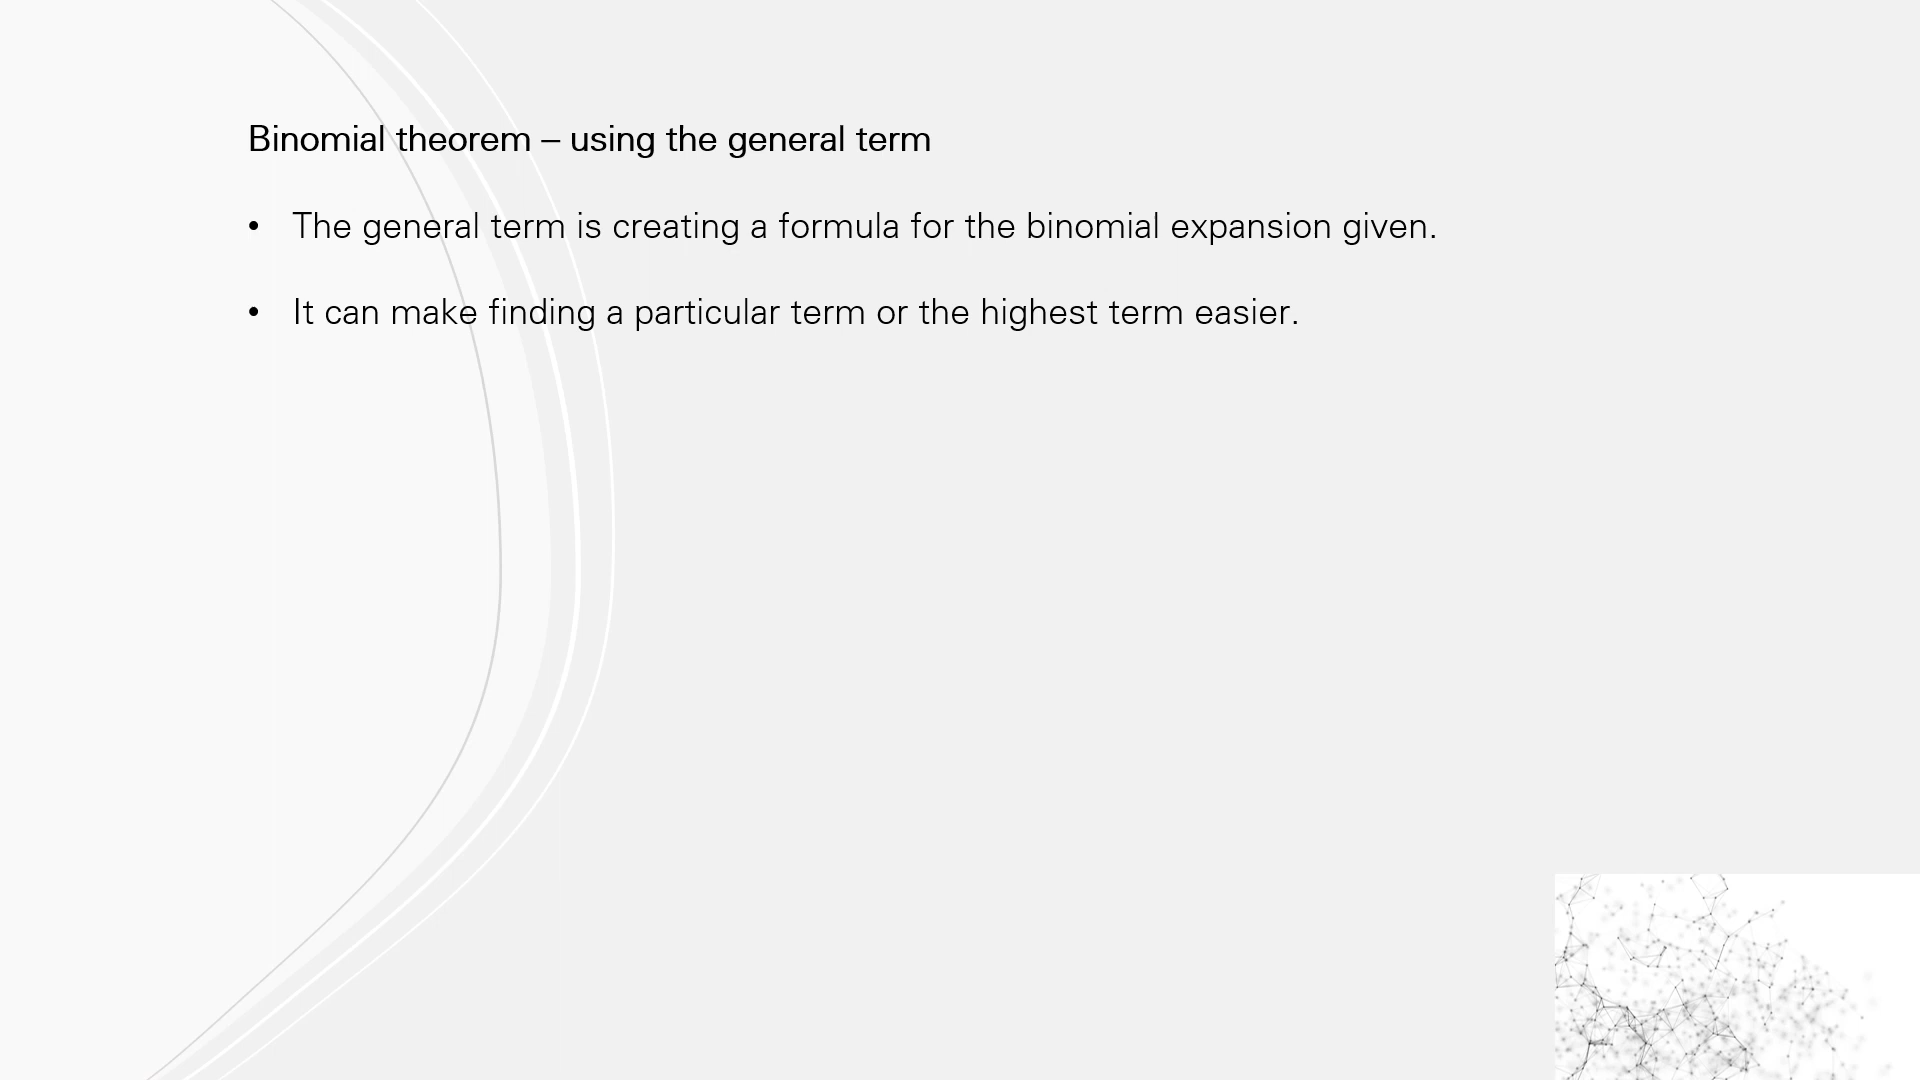 Binomial theorem – using the general term
• The general term is creating a formula for the binomial expansion given.
• It can make finding a particular term or the highest term easier.